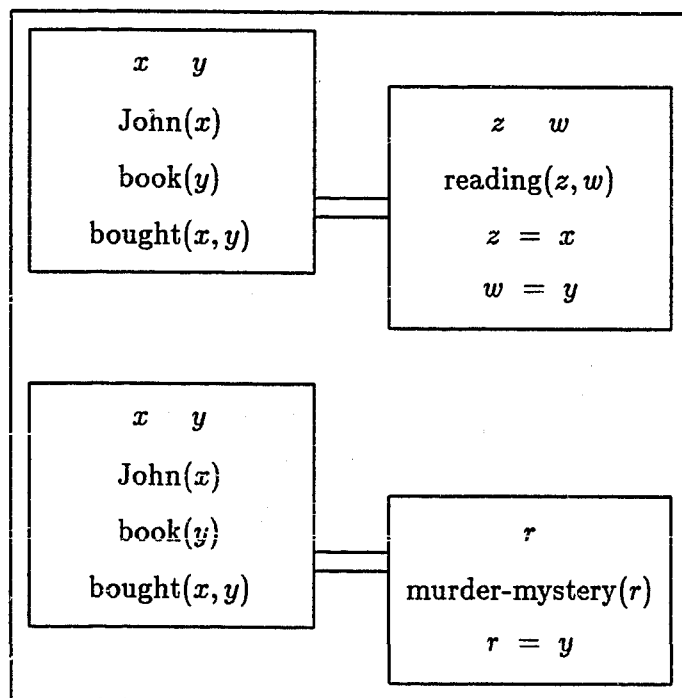 x y
John(x)
book(y)
bought(x, y)
z w
reading(z, w)
z = x
w = y
x y
John(x)
book(y)
bought(x, y)
r
murder-mystery(r)
r = y